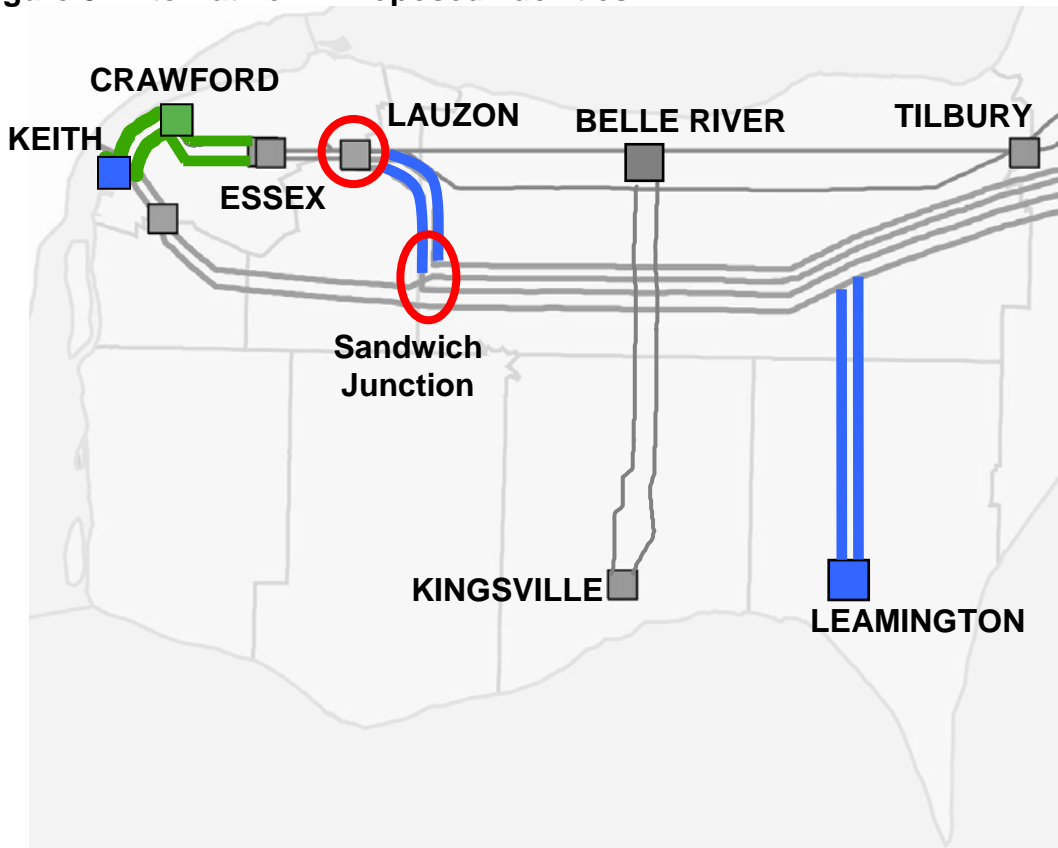 CRAWFORD
KEITH
LAUZON
BELLE RIVER
TILBURY
ESSEX
Sandwich
Junction
KINGSVILLE
LEAMINGTON